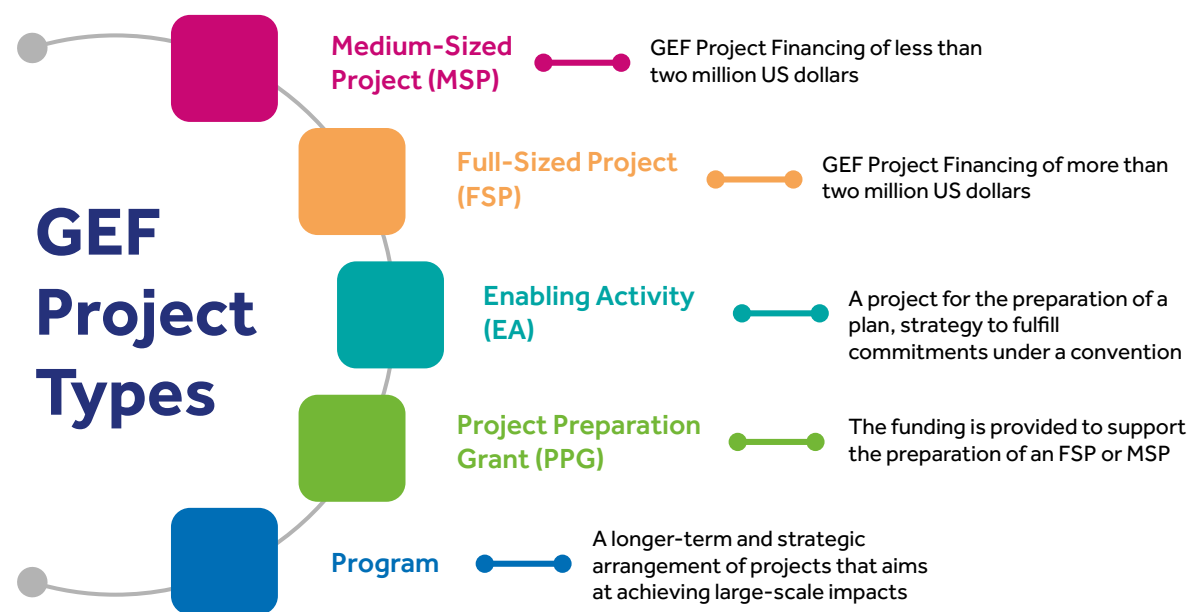 GEF
Project
Types
Medium-Sized
Project (MSP)
GEF Project Financing of less than
two million US dollars
Full-Sized Project
(FSP)
GEF Project Financing of more than
two million US dollars
Enabling Activity
(EA)
A project for the preparation of a
plan, strategy to fulfill
commitments under a convention
Project Preparation
Grant (PPG)
The funding is provided to support
the preparation of an FSP or MSP
Program
A longer-term and strategic
arrangement of projects that aims
at achieving large-scale impacts